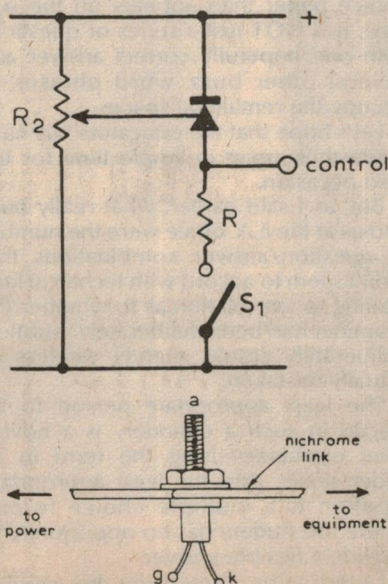 +
R2
control
R
S1
a
nichrome
link
to
power
to
equipment
g
k